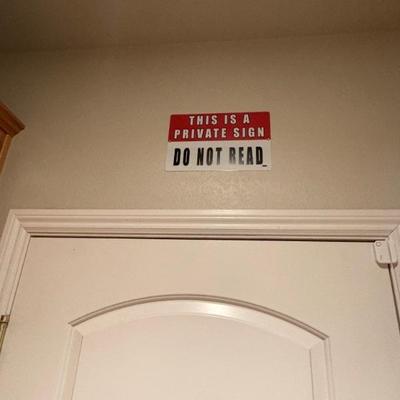 THIS IS A
PRIVATE SIGN
DO NOT READ